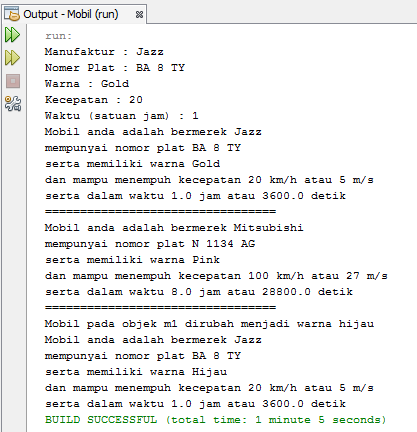 Output - Mobil (run)
run:
Manufaktur : Jazz
Nomer Plat : BA 8 TY
Warna : Gold
Kecepatan : 20
Waktu (satuan jam) : 1
Mobil anda adalah bermerek Jazz
mempunyai nomor plat BA 8 TY
serta memiliki warna Gold
dan mampu menempuh kecepatan 20 km/h atau 5 m/s
serta dalam waktu 1.0 jam atau 3600.0 detik
=================================
Mobil anda adalah bermerek Mitsubishi
mempunyai nomor plat N 1134 AG
serta memiliki warna Pink
dan mampu menempuh kecepatan 100 km/h atau 27 m/s
serta dalam waktu 8.0 jam atau 28800.0 detik
=================================
Mobil pada objek m1 dirubah menjadi warna hijau
Mobil anda adalah bermerek Jazz
mempunyai nomor plat BA 8 TY
serta memiliki warna Hijau
dan mampu menempuh kecepatan 20 km/h atau 5 m/s
serta dalam waktu 1.0 jam atau 3600.0 detik
BUILD SUCCESSFUL (total time: 1 minute 5 seconds)